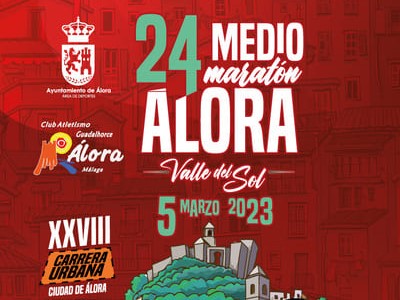 24 MEDIO
maratón
ÁLORA
Valle del
Sol
5 MARZO 2023
Ayuntamiento de Álora
ÁREA DE DEPORTES
Club Atletismo
Guadalhorce
Álora
Málaga
XXVIII
CARRERA
URBANA
CIUDAD DE ÁLORA